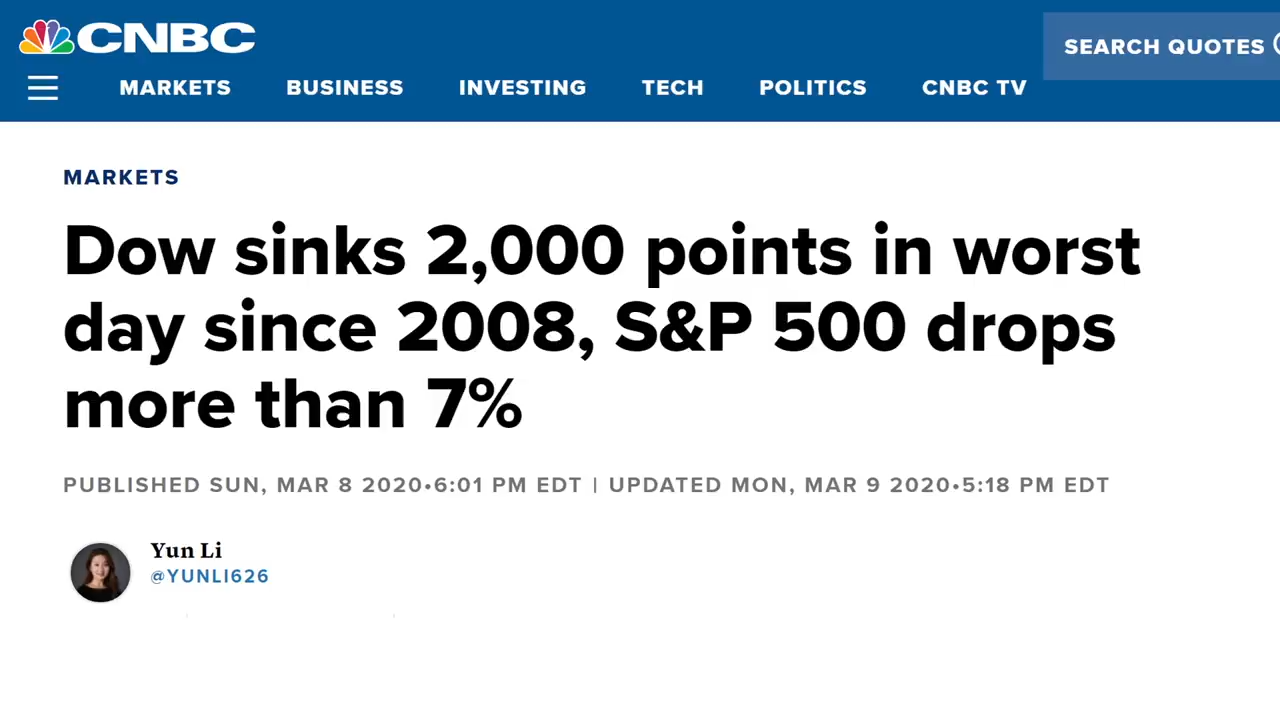 CNBC
SEARCH QUOTES
MARKETS BUSINESS INVESTING TECH POLITICS CNBC TV
MARKETS
Dow sinks 2,000 points in worst
day since 2008, S&P 500 drops
more than 7%
PUBLISHED SUN, MAR 8 2020•6:01 PM EDT | UPDATED MON, MAR 9 2020•5:18 PM EDT
Yun Li
@YUNLI626